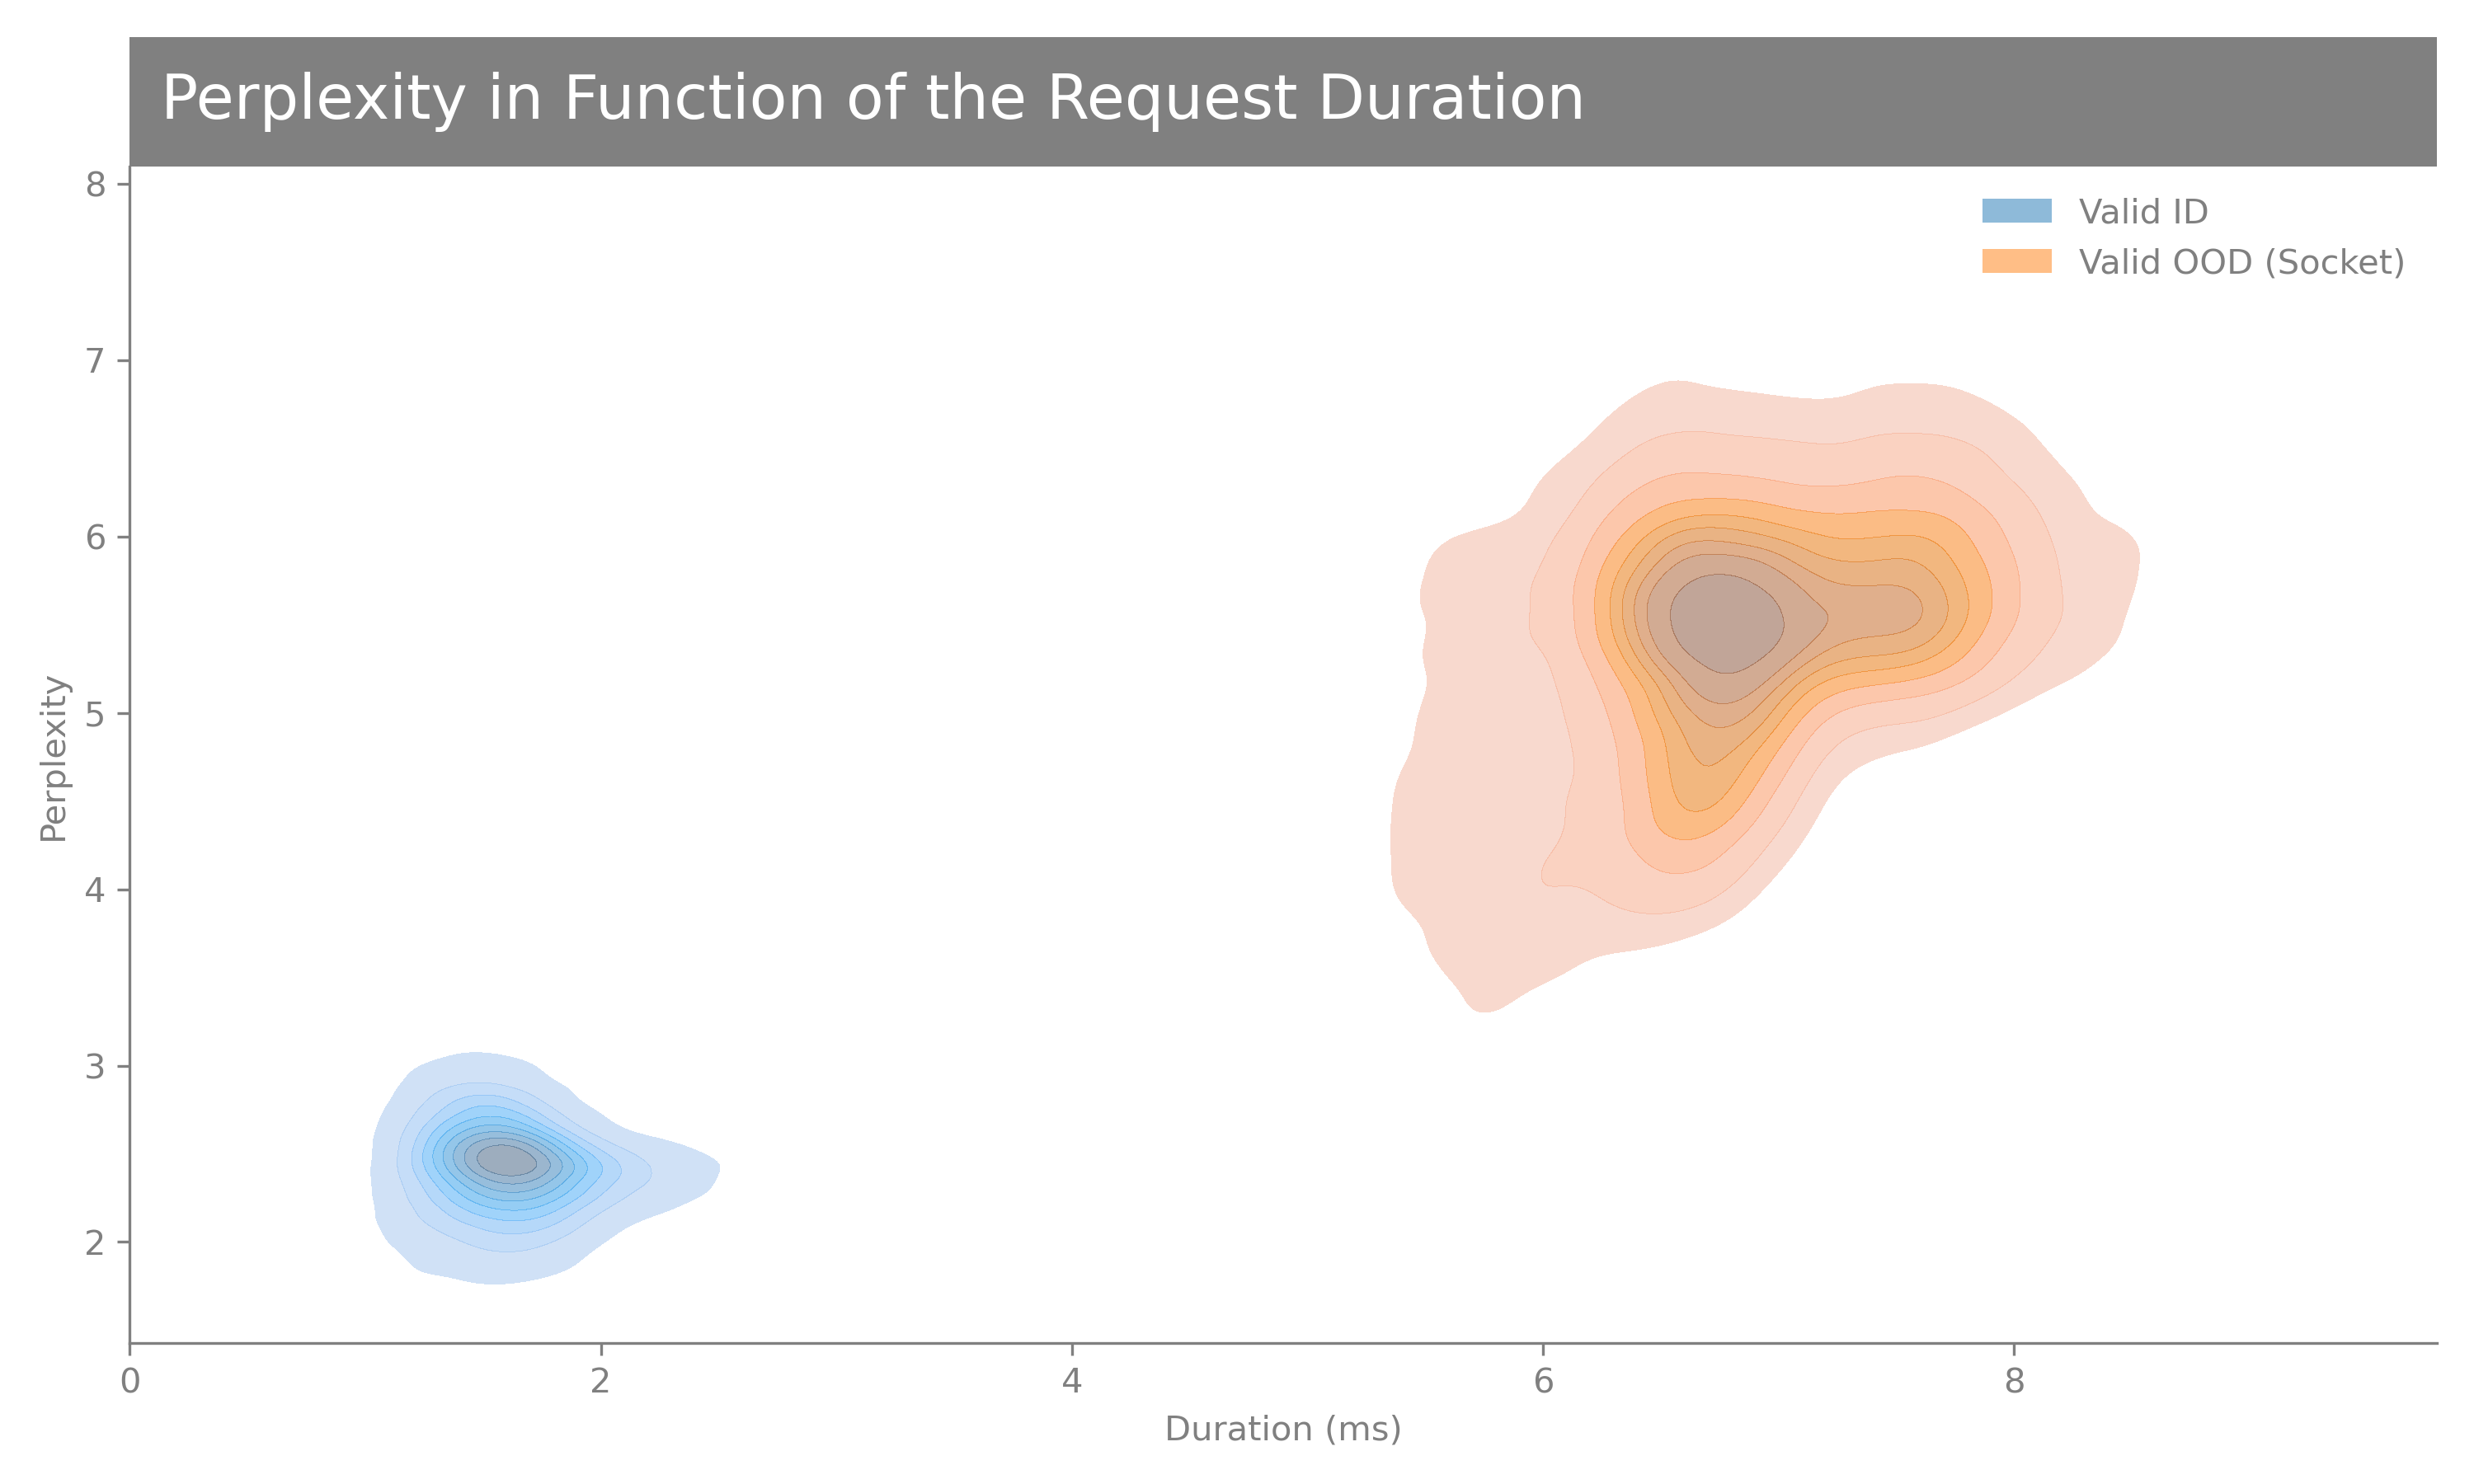 Perplexity in Function of the Request Duration
Valid ID
Valid OOD (Socket)
8
7
6
5
4
3
2
Perplexity
0 2 4 6 8
Duration (ms)